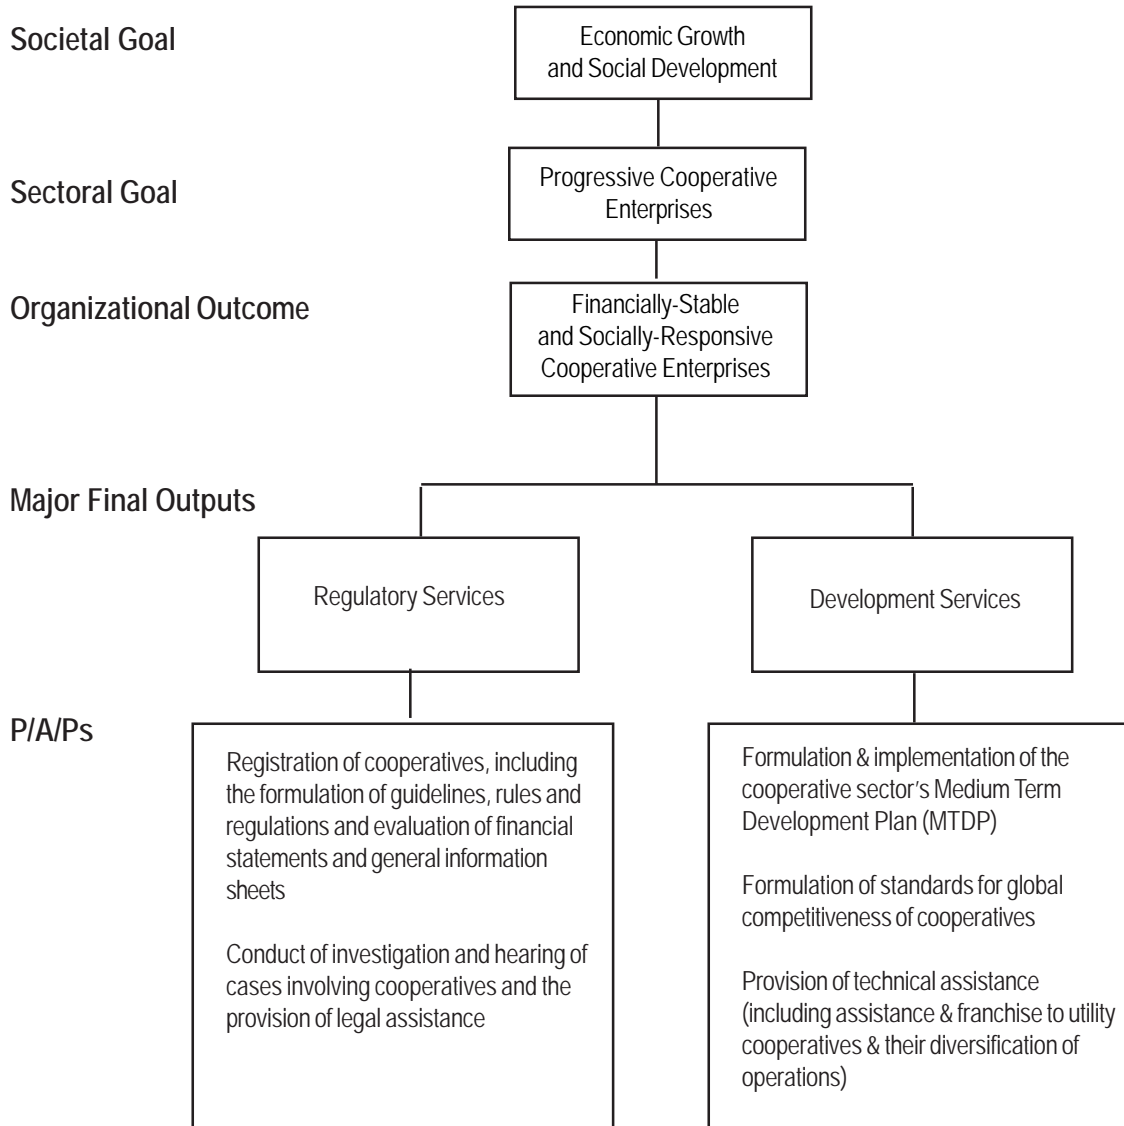 Societal Goal
Economic Growth
and Social Development
Sectoral Goal
Progressive Cooperative
Enterprises
Organizational Outcome
Financially-Stable
and Socially-Responsive
Cooperative Enterprises
Major Final Outputs
Regulatory Services
Development Services
P/A/Ps
Registration of cooperatives, including
the formulation of guidelines, rules and
regulations and evaluation of financial
statements and general information
sheets
Conduct of investigation and hearing of
cases involving cooperatives and the
provision of legal assistance
Formulation & implementation of the
cooperative sector's Medium Term
Development Plan (MTDP)
Formulation of standards for global
competitiveness of cooperatives
Provision of technical assistance
(including assistance & franchise to utility
cooperatives & their diversification of
operations)